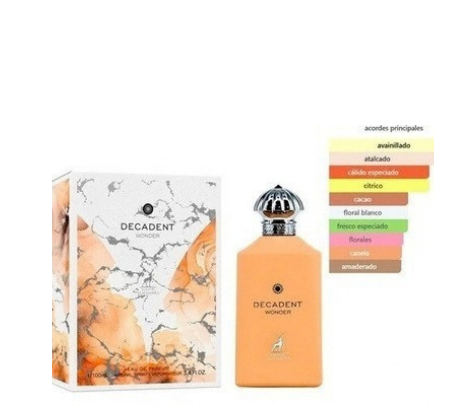 acordes principales
avainillado
atalcado
cálido especiado
cítrico
cacao
floral blanco
fresco especiado
florales
canela
amaderado
DECADENT
WONDER
EAU DE PARFUM
DECADENT
WONDER